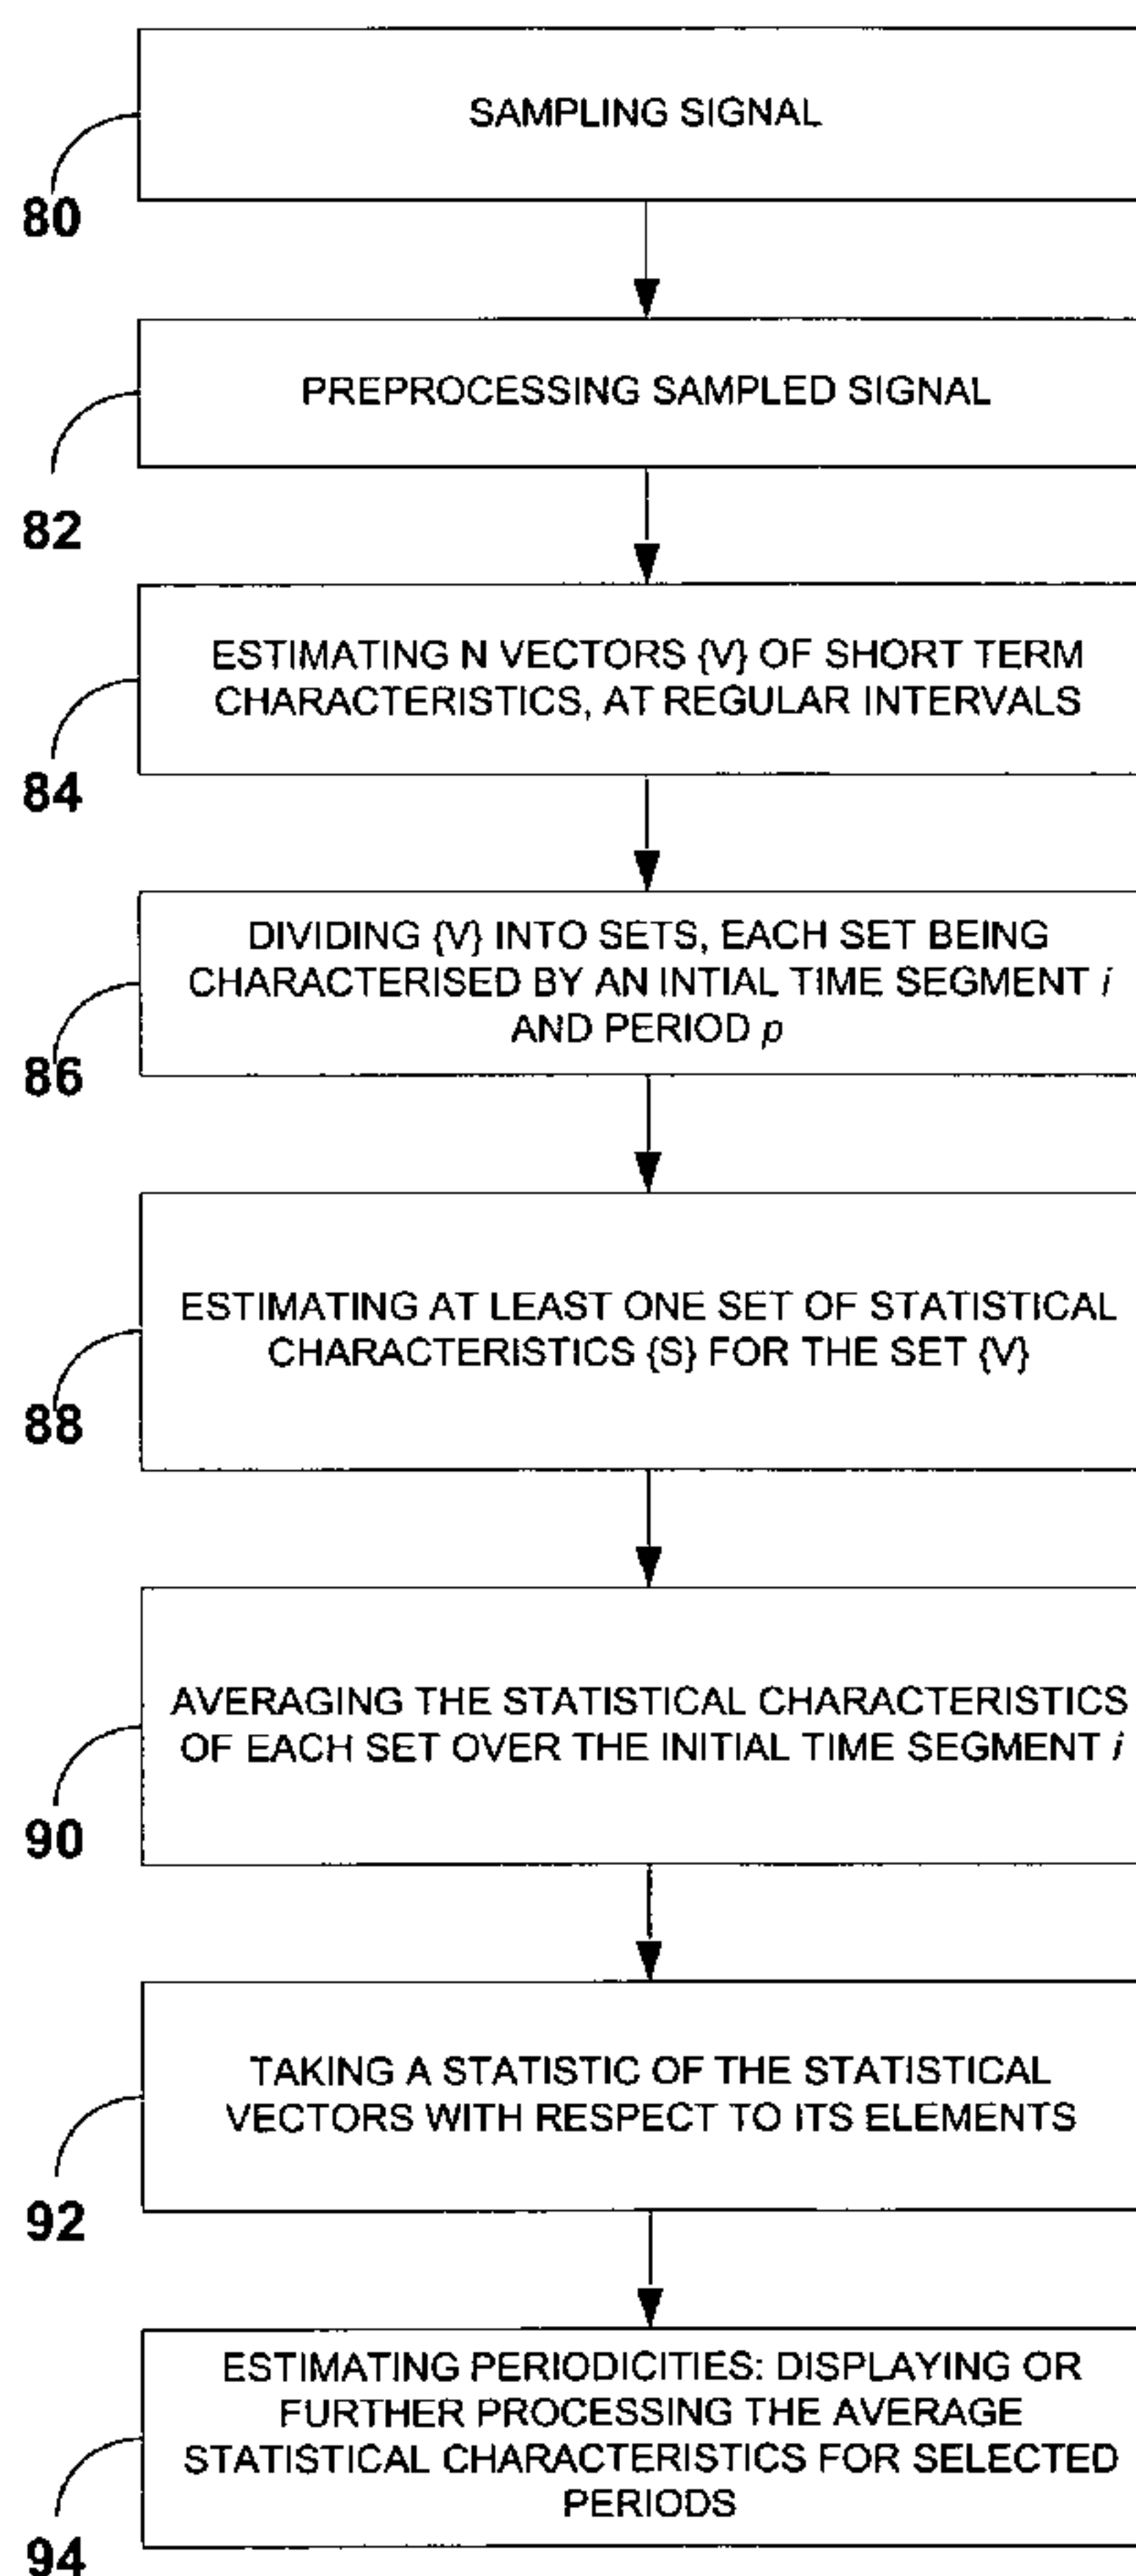 SAMPLING SIGNAL
80
PREPROCESSING SAMPLED SIGNAL
82
ESTIMATING N VECTORS {V} OF SHORT TERM
CHARACTERISTICS, AT REGULAR INTERVALS
84
DIVIDING {V} INTO SETS, EACH SET BEING
CHARACTERISED BY AN INTIAL TIME SEGMENT i
AND PERIOD p
86
ESTIMATING AT LEAST ONE SET OF STATISTICAL
CHARACTERISTICS {S} FOR THE SET {V}
88
AVERAGING THE STATISTICAL CHARACTERISTICS
OF EACH SET OVER THE INITIAL TIME SEGMENT i
90
TAKING A STATISTIC OF THE STATISTICAL
VECTORS WITH RESPECT TO ITS ELEMENTS
92
ESTIMATING PERIODICITIES: DISPLAYING OR
FURTHER PROCESSING THE AVERAGE
STATISTICAL CHARACTERISTICS FOR SELECTED
PERIODS
94